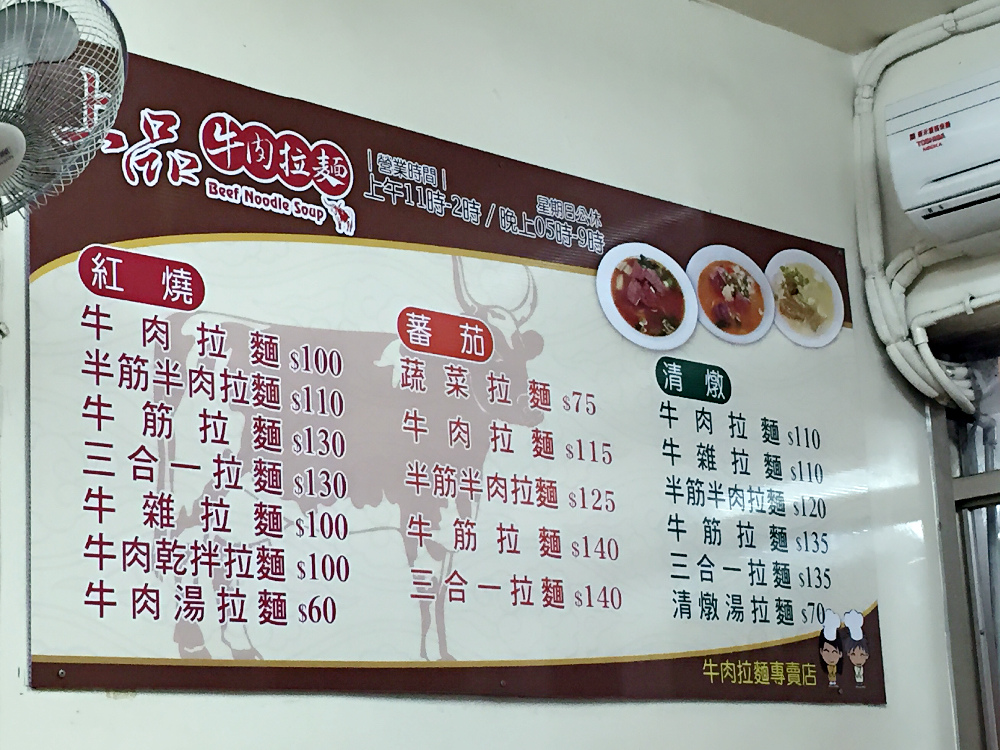 上品 牛肉拉麵
Beef Noodle Soup
營業時間
星期日公休
上午11時-2時 / 晚上05時-9時
紅燒
牛肉拉麵 $100
半筋半肉拉麵 $110
牛筋拉麵 $130
三合一拉麵 $130
牛雜拉麵 $100
牛肉乾拌拉麵 $100
牛肉湯拉麵 $60
蕃茄
蔬菜拉麵 $75
牛肉拉麵 $115
半筋半肉拉麵 $125
牛筋拉麵 $140
三合一拉麵 $140
清燉
牛肉拉麵 $110
牛雜拉麵 $110
半筋半肉拉麵 $120
牛筋拉麵 $135
三合一拉麵 $135
清燉湯拉麵 $70
牛肉拉麵專賣店
TOSHIBA